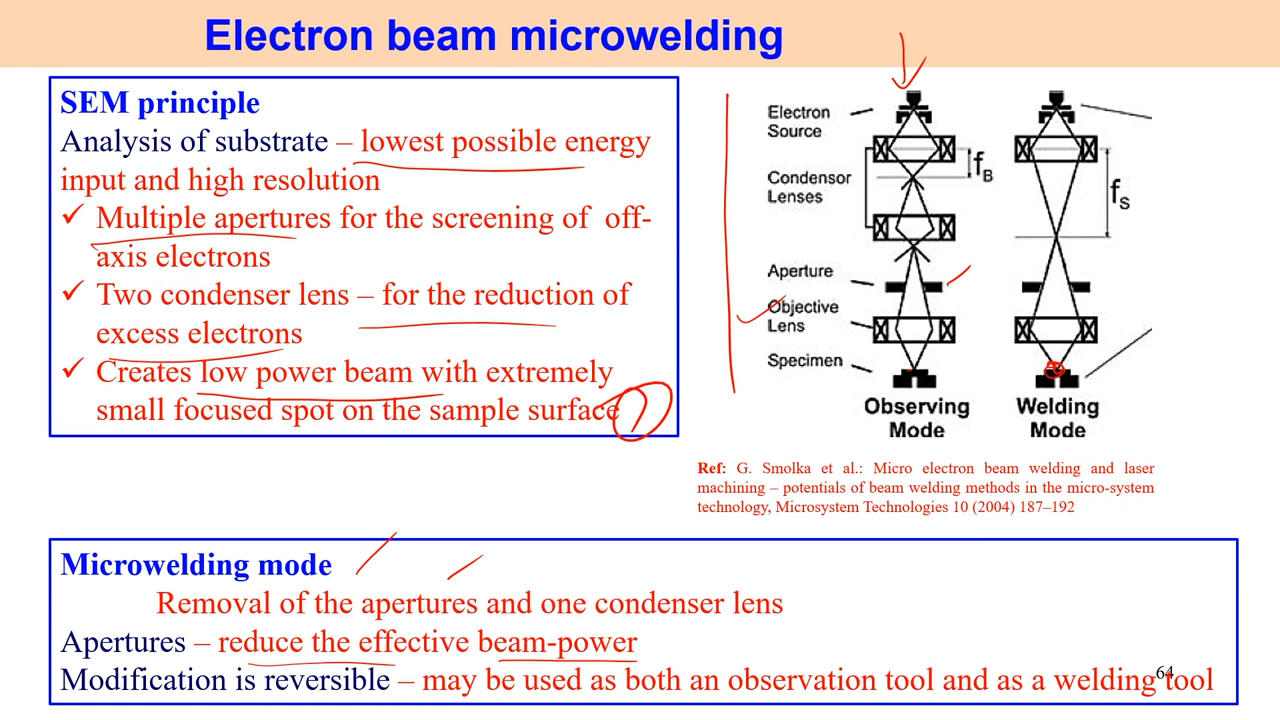 Electron beam microwelding
SEM principle
Analysis of substrate – lowest possible energy
input and high resolution
✓ Multiple apertures for the screening of off-
axis electrons
✓ Two condenser lens – for the reduction of
excess electrons
✓ Creates low power beam with extremely
small focused spot on the sample surface
Electron
Source
Condensor
Lenses
Aperture
Objective
Lens
Specimen
fB
fS
Observing
Mode
Welding
Mode
Ref: G. Smolka et al.: Micro electron beam welding and laser
machining – potentials of beam welding methods in the micro-system
technology, Microsystem Technologies 10 (2004) 187–192
Microwelding mode
Removal of the apertures and one condenser lens
Apertures – reduce the effective beam-power
Modification is reversible – may be used as both an observation tool and as a welding tool
64